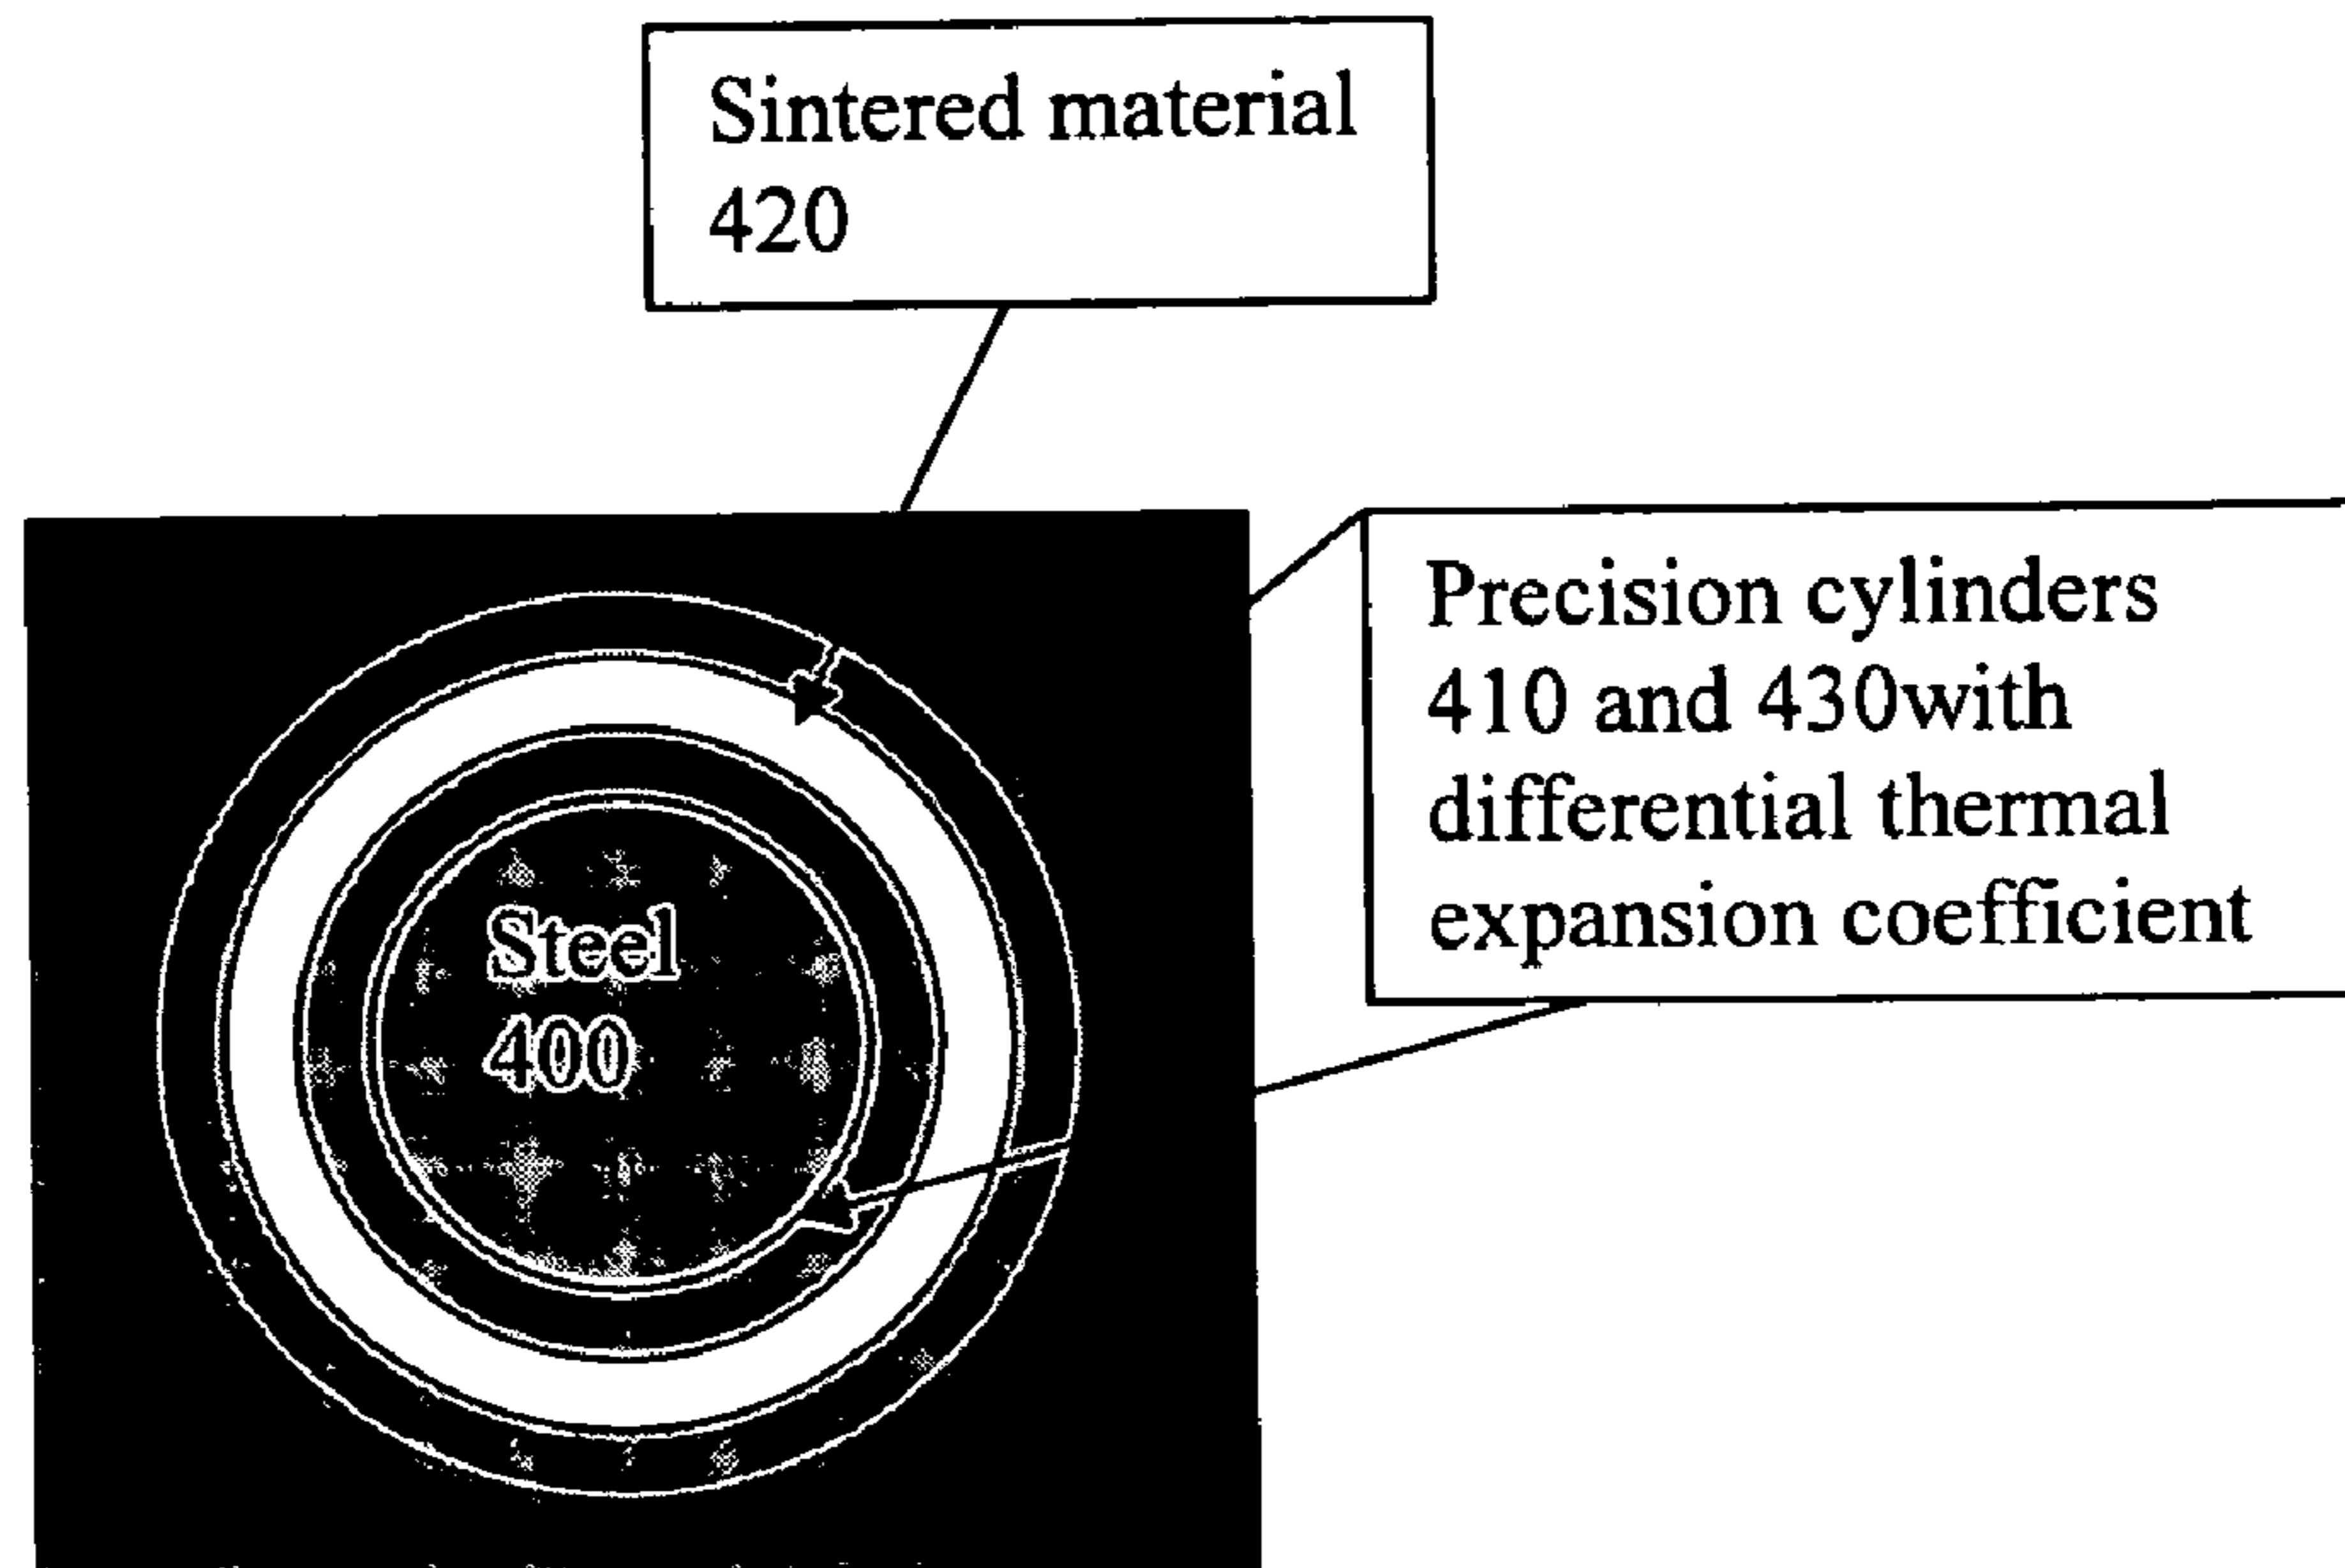 Sintered material
420
Precision cylinders
410 and 430with
differential thermal
expansion coefficient
Steel
400